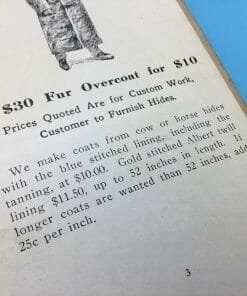 $30 Fur Overcoat for $10
Prices Quoted Are for Custom Work,
Customer to Furnish Hides.
We make coats from cow or horse hides
with the blue stitched lining, including the
tanning, at $10.00. Gold stitched Albert twill
lining $11.50, up to 52 inches in length. If
longer coats are wanted than 52 inches, add
25c per inch.
3